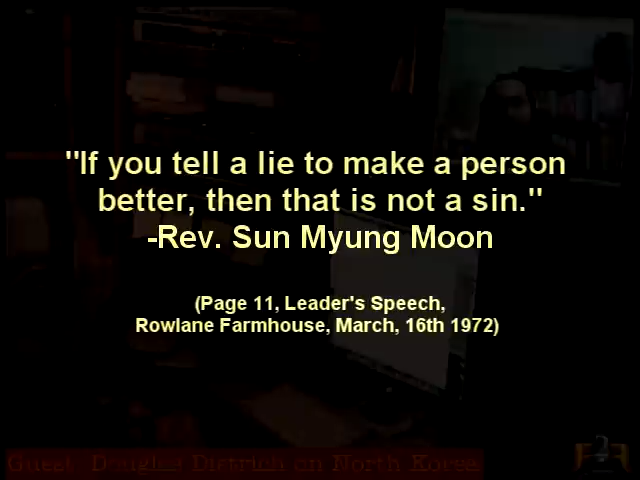 "If you tell a lie to make a person
better, then that is not a sin."
-Rev. Sun Myung Moon
(Page 11, Leader's Speech,
Rowlane Farmhouse, March, 16th 1972)
Guest: Douglas Dietrich on North Korea